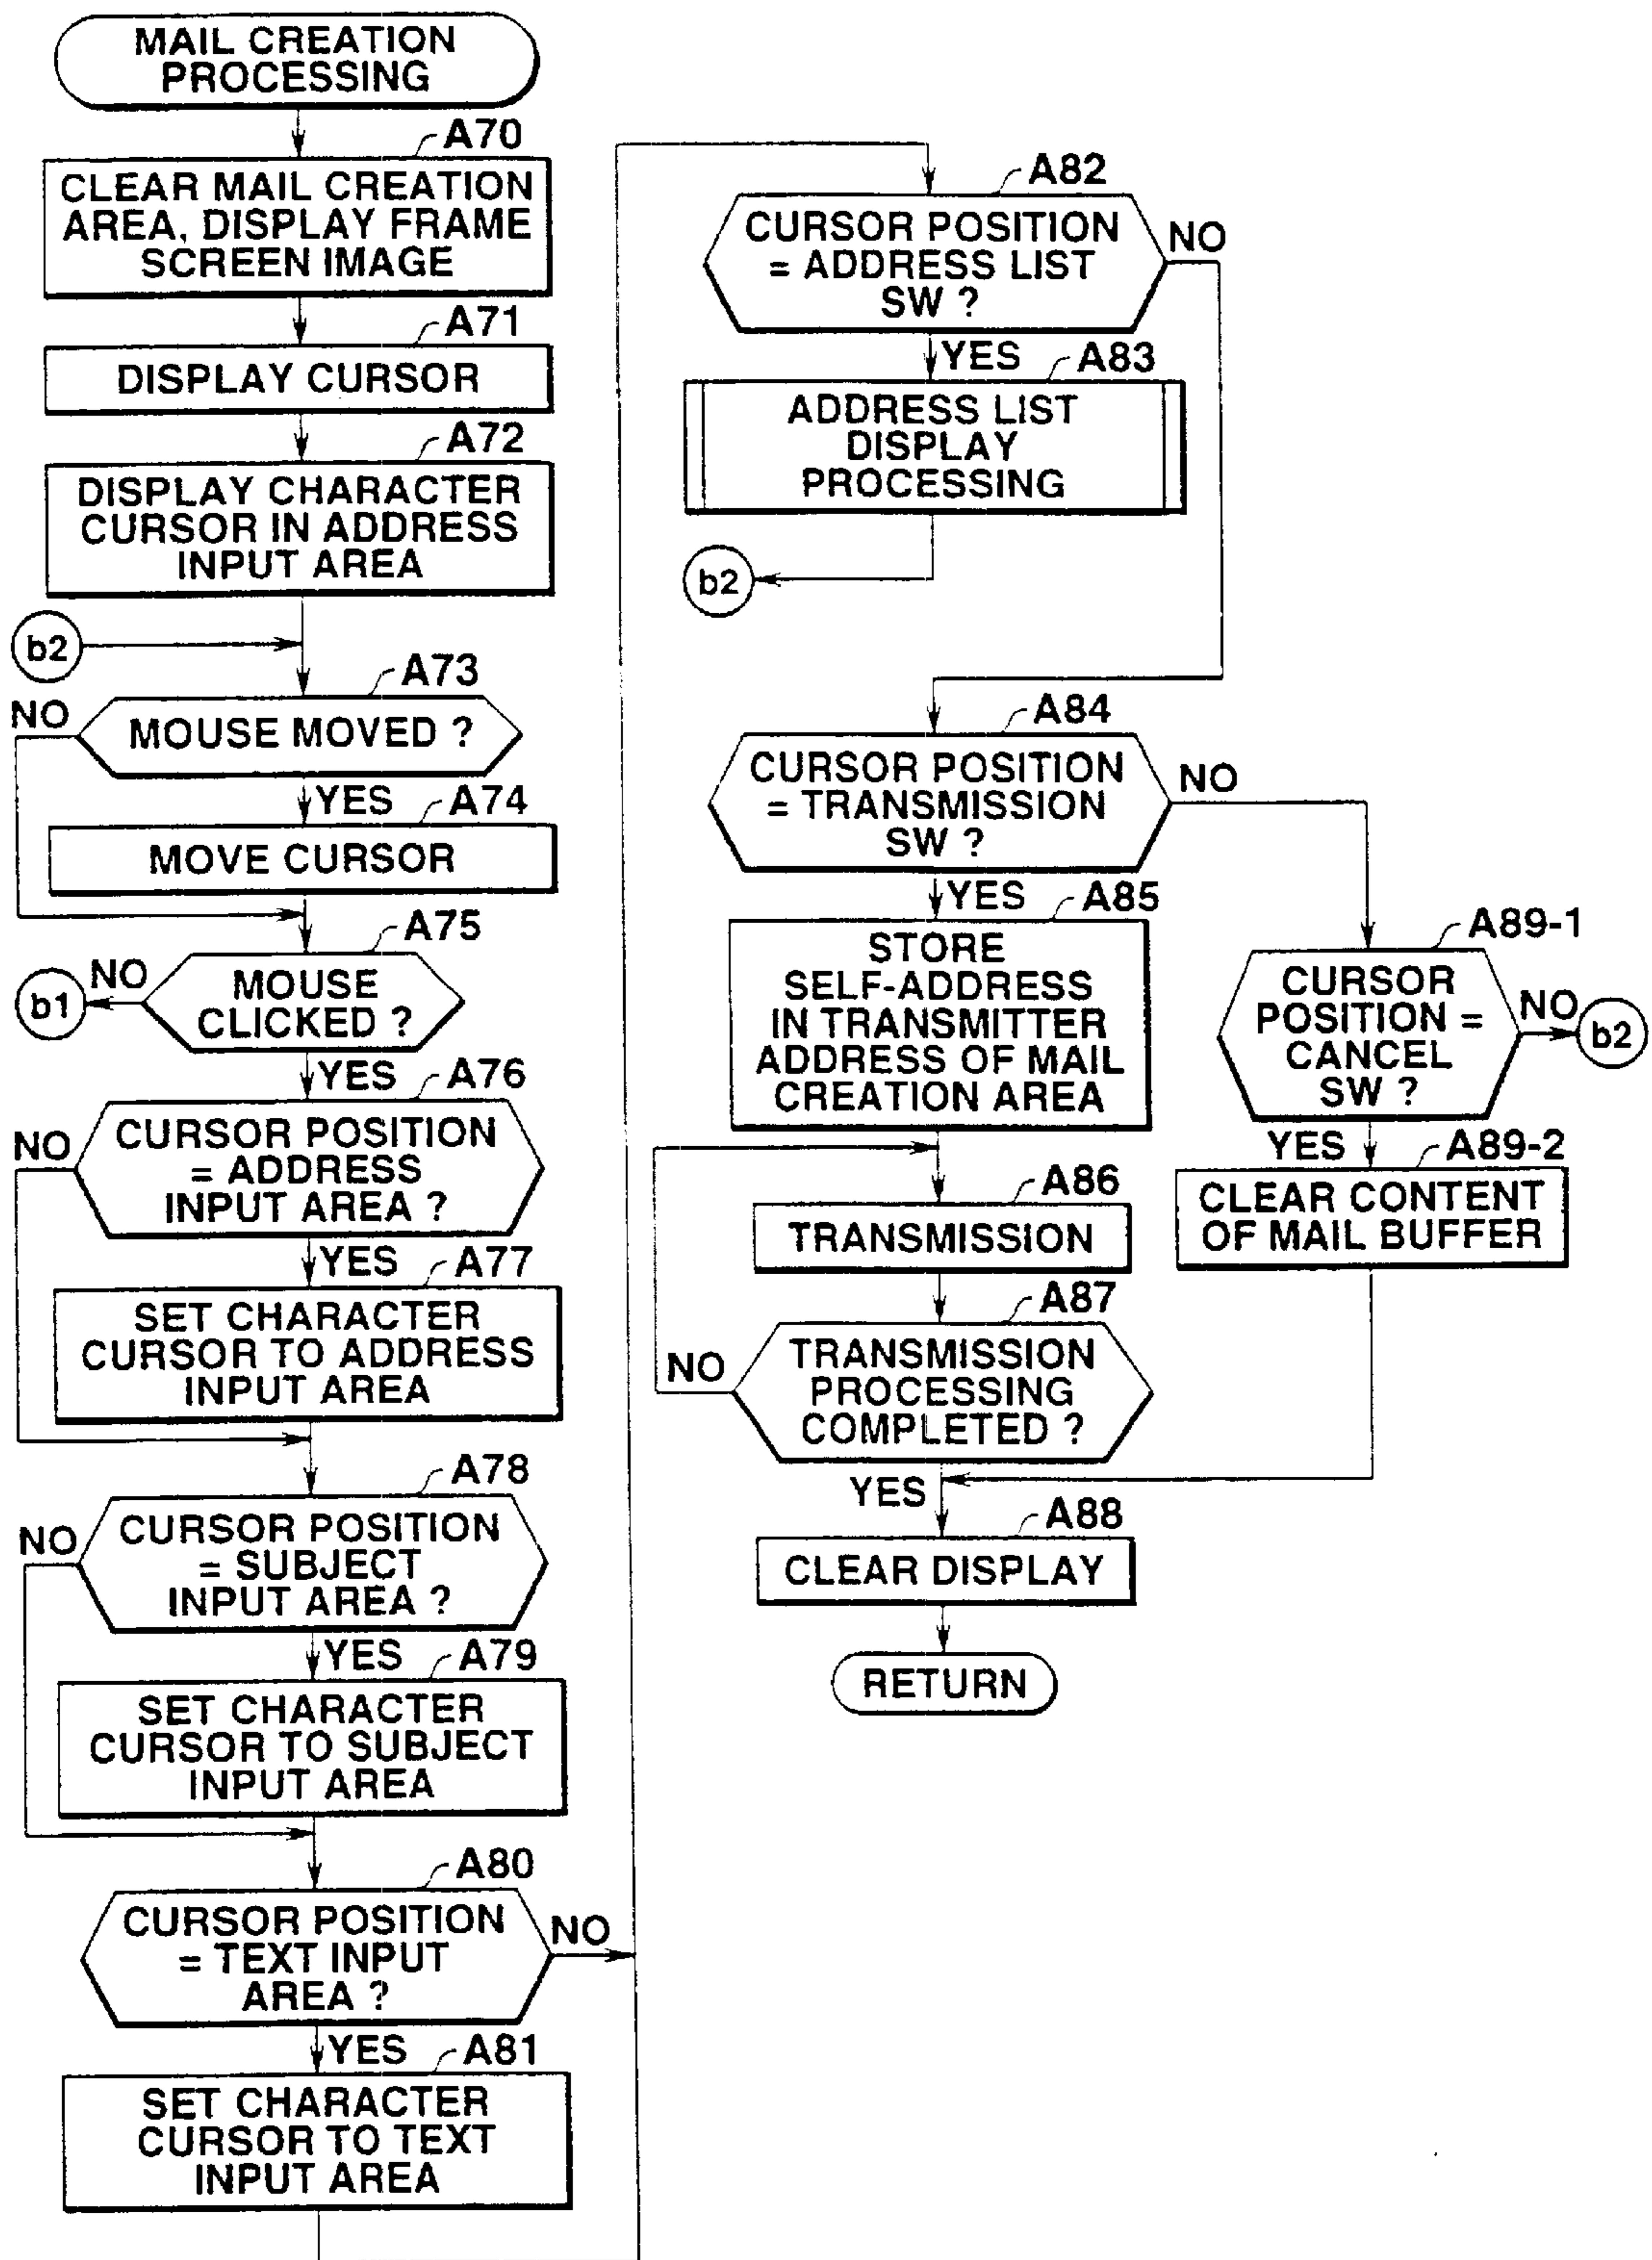 MAIL CREATION
PROCESSING
A70
CLEAR MAIL CREATION
AREA, DISPLAY FRAME
SCREEN IMAGE
A71
DISPLAY CURSOR
A72
DISPLAY CHARACTER
CURSOR IN ADDRESS
INPUT AREA
b2
A73
NO
MOUSE MOVED ?
YES
A74
MOVE CURSOR
A75
b1
NO
MOUSE
CLICKED ?
YES
A76
NO
CURSOR POSITION
= ADDRESS
INPUT AREA ?
YES
A77
SET CHARACTER
CURSOR TO ADDRESS
INPUT AREA
A78
NO
CURSOR POSITION
= SUBJECT
INPUT AREA ?
YES
A79
SET CHARACTER
CURSOR TO SUBJECT
INPUT AREA
A80
CURSOR POSITION
= TEXT INPUT
AREA ?
NO
YES
A81
SET CHARACTER
CURSOR TO TEXT
INPUT AREA
A82
CURSOR POSITION
= ADDRESS LIST
SW ?
NO
YES
A83
ADDRESS LIST
DISPLAY
PROCESSING
b2
A84
CURSOR POSITION
= TRANSMISSION
SW ?
NO
YES
A85
STORE
SELF-ADDRESS
IN TRANSMITTER
ADDRESS OF MAIL
CREATION AREA
A86
TRANSMISSION
A87
NO
TRANSMISSION
PROCESSING
COMPLETED ?
YES
A88
CLEAR DISPLAY
RETURN
A89-1
CURSOR
POSITION =
CANCEL
SW ?
NO
b2
YES
A89-2
CLEAR CONTENT
OF MAIL BUFFER